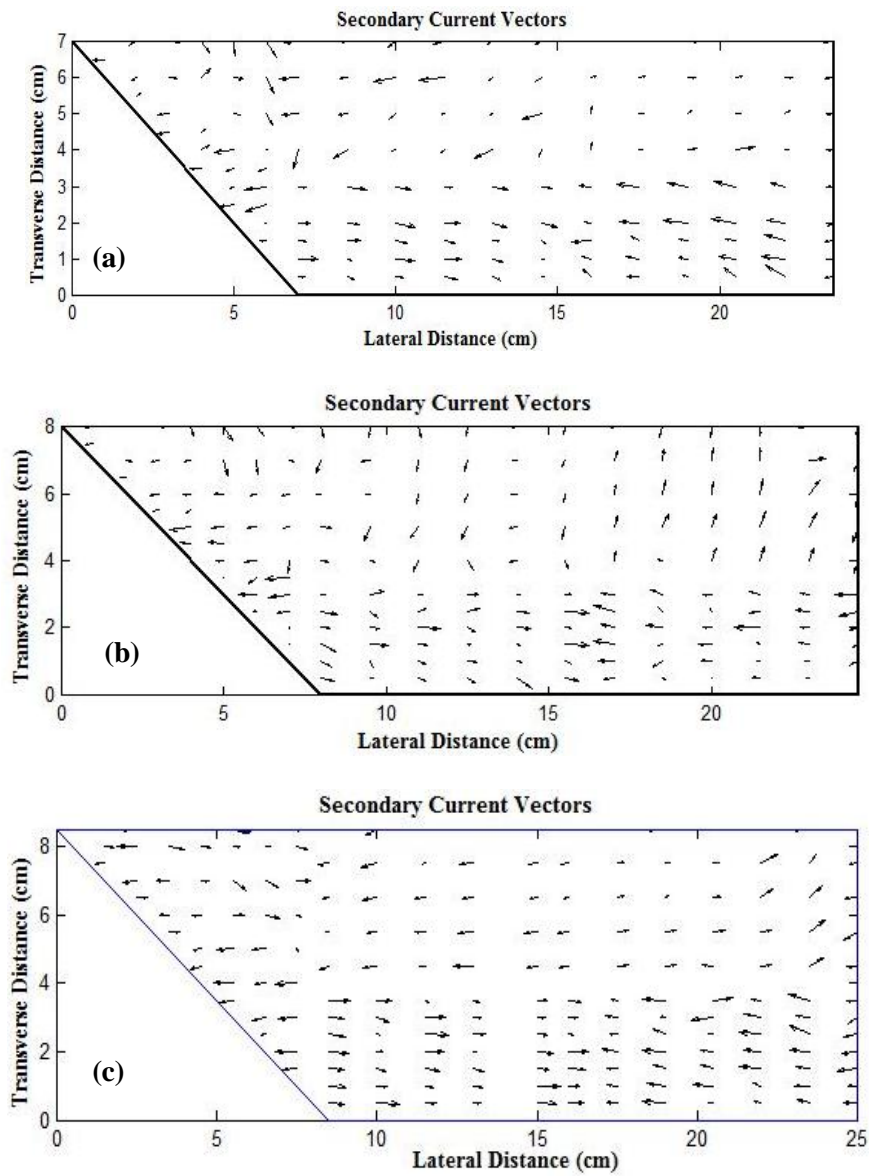 Secondary Current Vectors
7
6
5
4
3
2
1
0
Transverse Distance (cm)
(a)
0 5 10 15 20
Lateral Distance (cm)
Secondary Current Vectors
8
6
4
2
0
Transverse Distance (cm)
(b)
0 5 10 15 20
Lateral Distance (cm)
Secondary Current Vectors
8
6
4
2
0
Transverse Distance (cm)
(c)
0 5 10 15 20 25
Lateral Distance (cm)